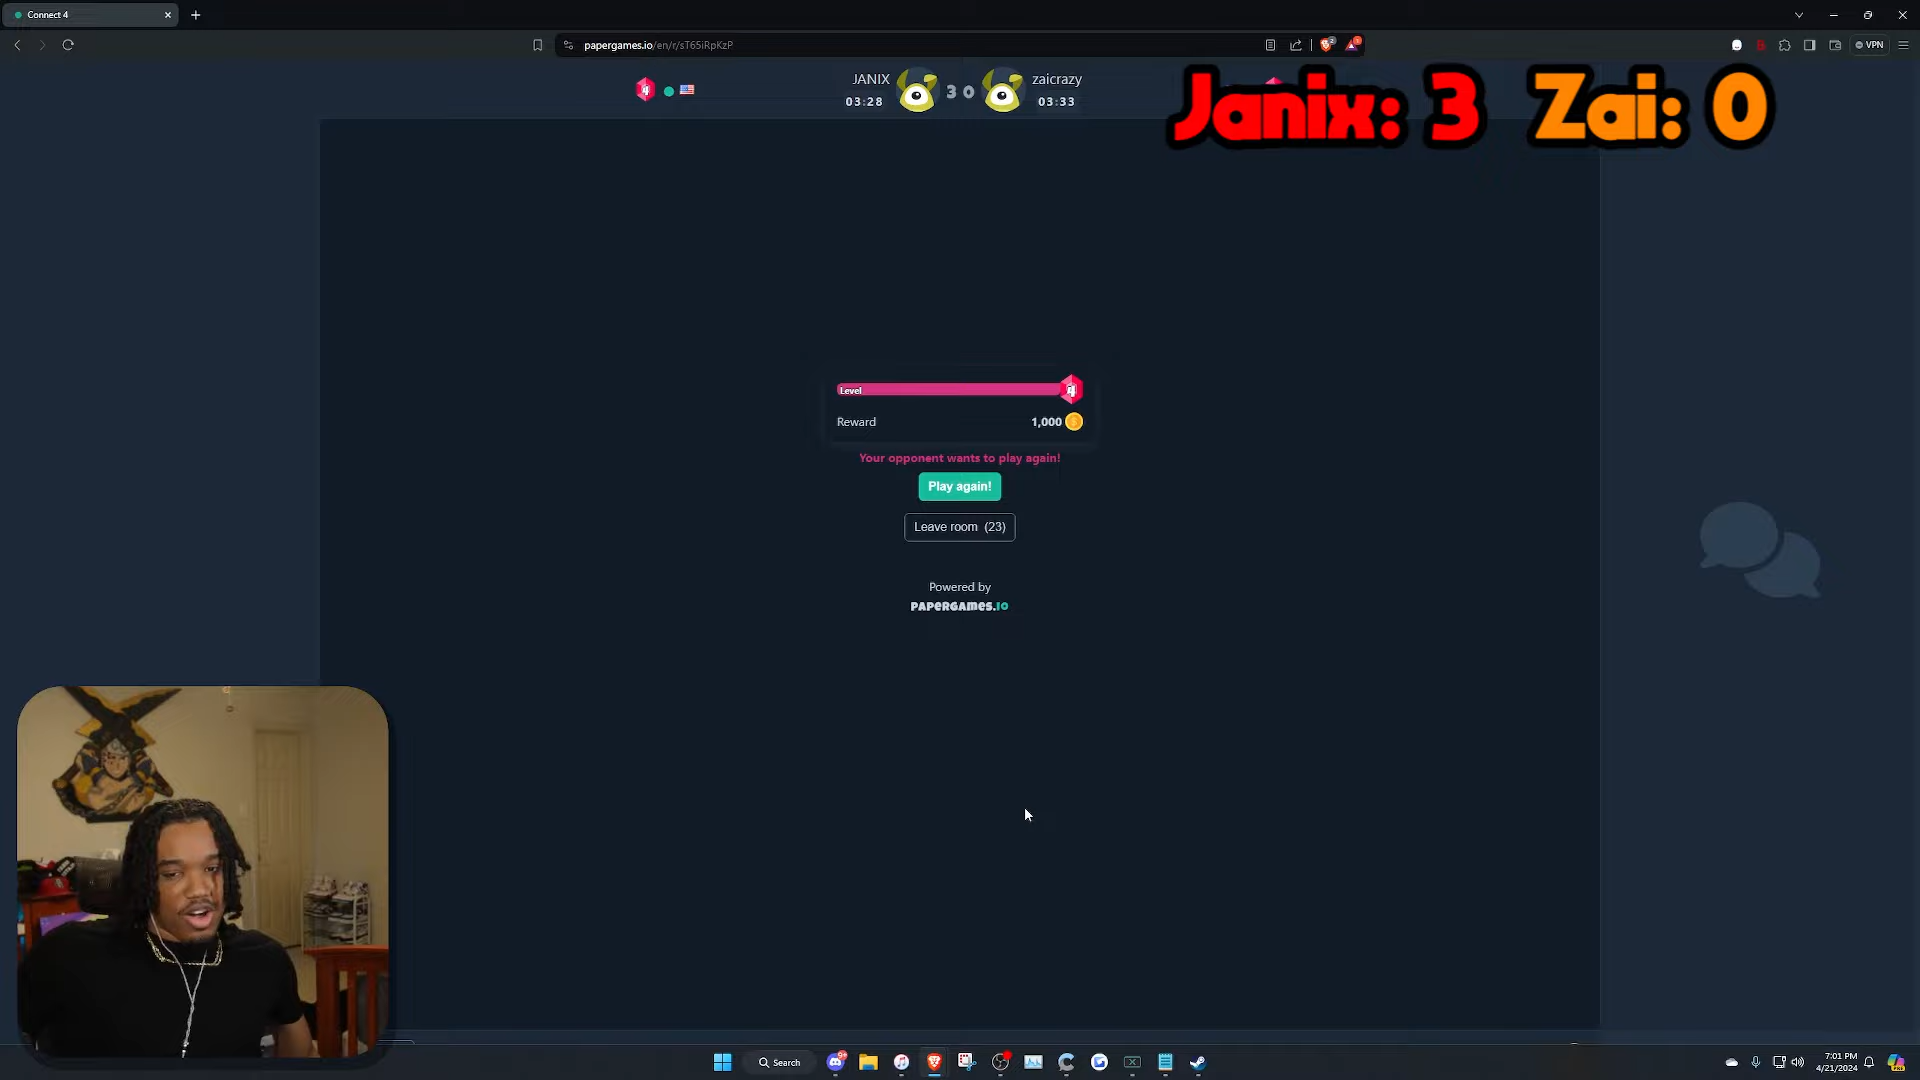 Connect 4
papergames.io/en/r/sT65iRpKzP
VPN
JANIX
03:28
3 0
zaicrazy
03:33
Janix: 3 Zai: 0
Level
4
Reward 1,000
Your opponent wants to play again!
Play again!
Leave room (23)
Powered by
PAPERGAMES.IO
Search
7:01 PM
4/21/2024